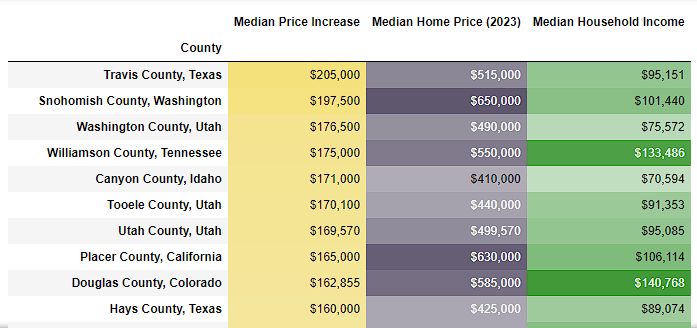 Median Price Increase Median Home Price (2023) Median Household Income
County
Travis County, Texas $205,000 $515,000 $95,151
Snohomish County, Washington $197,500 $650,000 $101,440
Washington County, Utah $176,500 $490,000 $75,572
Williamson County, Tennessee $175,000 $550,000 $133,486
Canyon County, Idaho $171,000 $410,000 $70,594
Tooele County, Utah $170,100 $440,000 $91,353
Utah County, Utah $169,570 $499,570 $95,085
Placer County, California $165,000 $630,000 $106,114
Douglas County, Colorado $162,855 $585,000 $140,768
Hays County, Texas $160,000 $425,000 $89,074